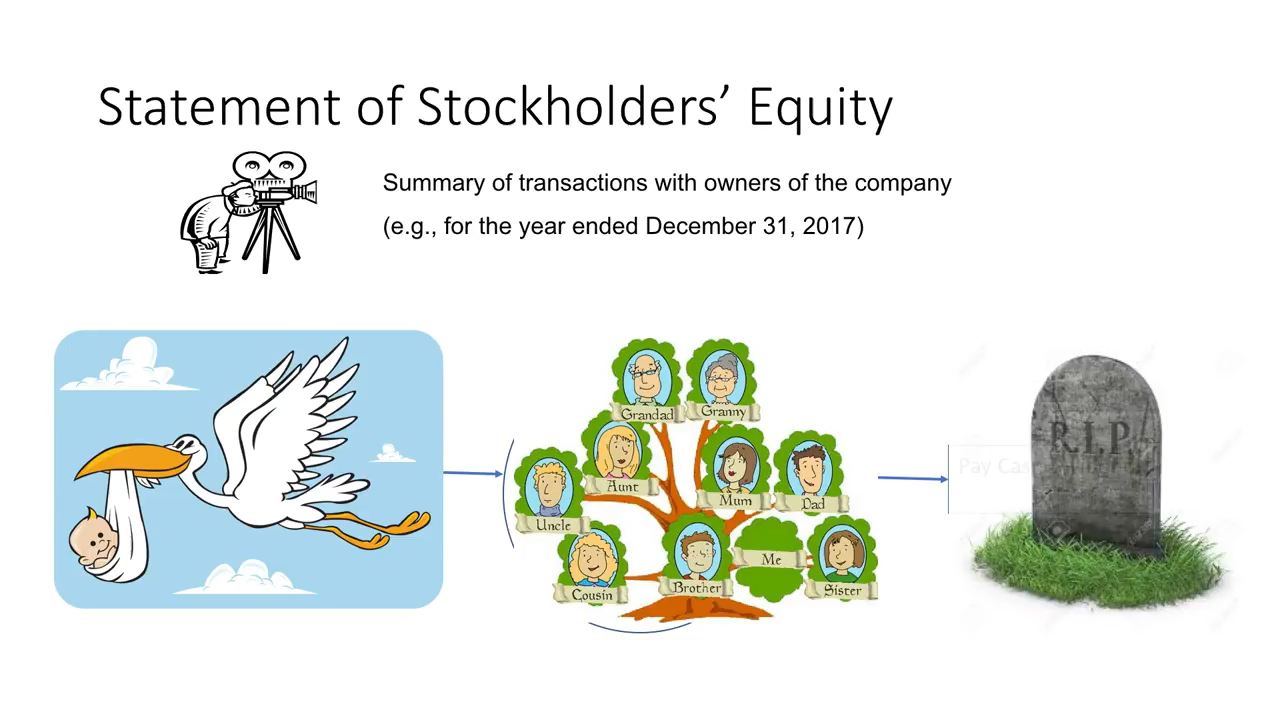 Statement of Stockholders’ Equity
Summary of transactions with owners of the company
(e.g., for the year ended December 31, 2017)
Grandad
Granny
Aunt
Mum
Dad
Uncle
Me
Cousin
Brother
Sister
R.I.P.
Pay